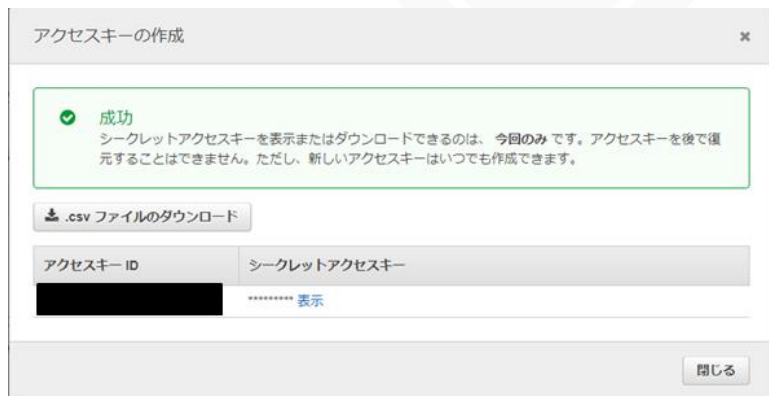 アクセスキーの作成
成功
シークレットアクセスキーを表示またはダウンロードできるのは、 今回のみ です。アクセスキーを後で復
元することはできません。ただし、新しいアクセスキーはいつでも作成できます。
.csv ファイルのダウンロード
アクセスキー ID シークレットアクセスキー
********* 表示
閉じる